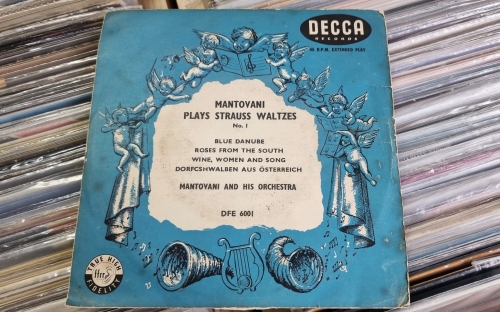 DECCA
RECORDS
45 R.P.M. EXTENDED PLAY
MANTOVANI
PLAYS STRAUSS WALTZES
No. 1
BLUE DANUBE
ROSES FROM THE SOUTH
WINE, WOMEN AND SONG
DORFCSHWALBEN AUS ÖSTERREICH
MANTOVANI AND HIS ORCHESTRA
DFE 6001
TRUE HIGH
ffrr
FIDELITY